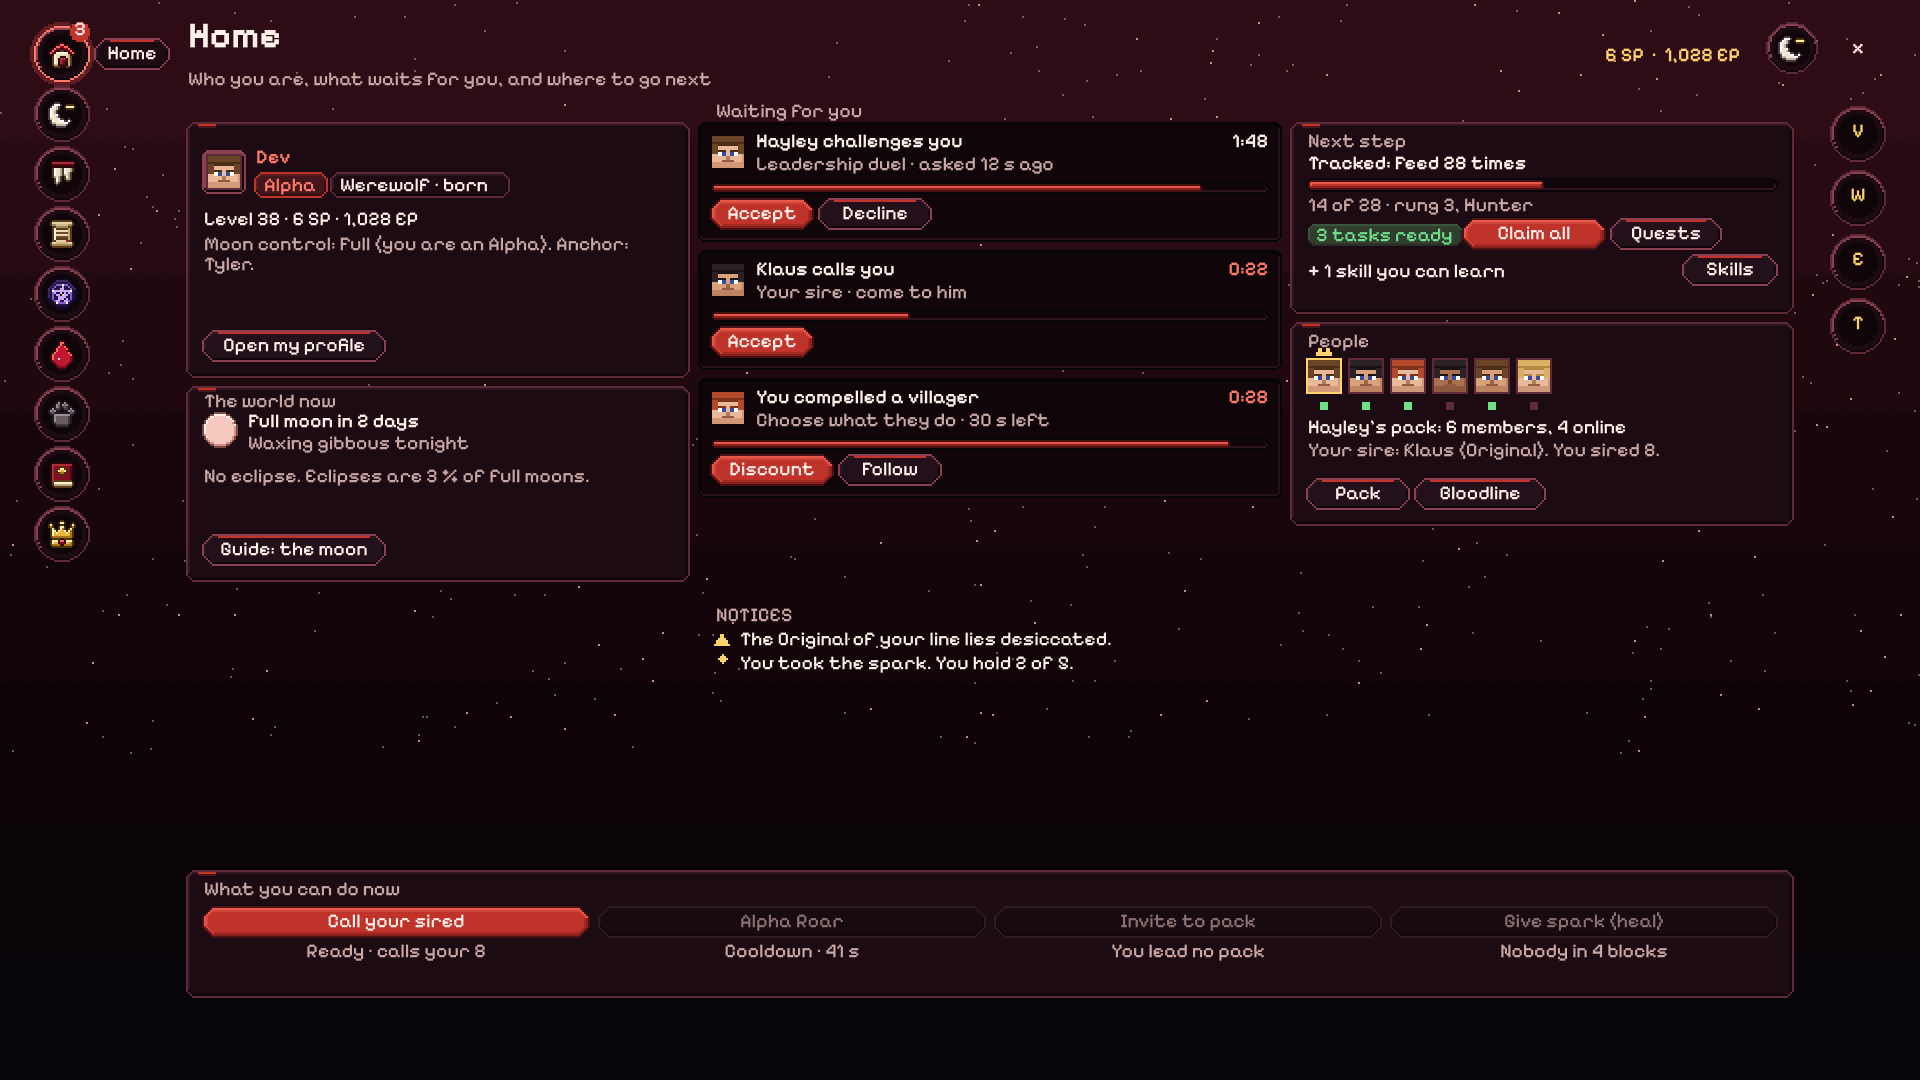 3
Home
Home
Who you are, what waits for you, and where to go next
6 SP · 1,028 EP
×
Dev
Alpha
Werewolf · born
Level 38 · 6 SP · 1,028 EP
Moon control: Full (you are an Alpha). Anchor:
Tyler.
Open my profile
The world now
Full moon in 2 days
Waxing gibbous tonight
No eclipse. Eclipses are 3 % of full moons.
Guide: the moon
Waiting for you
Hayley challenges you
1:48
Leadership duel · asked 12 s ago
Accept
Decline
Klaus calls you
0:22
Your sire · come to him
Accept
You compelled a villager
0:28
Choose what they do · 30 s left
Discount
Follow
NOTICES
The Original of your line lies desiccated.
You took the spark. You hold 2 of 8.
Next step
Tracked: Feed 28 times
14 of 28 · rung 3, Hunter
3 tasks ready
Claim all
Quests
+ 1 skill you can learn
Skills
People
Hayley's pack: 6 members, 4 online
Your sire: Klaus (Original). You sired 8.
Pack
Bloodline
V
W
E
T
What you can do now
Call your sired
Alpha Roar
Invite to pack
Give spark (heal)
Ready · calls your 8
Cooldown · 41 s
You lead no pack
Nobody in 4 blocks